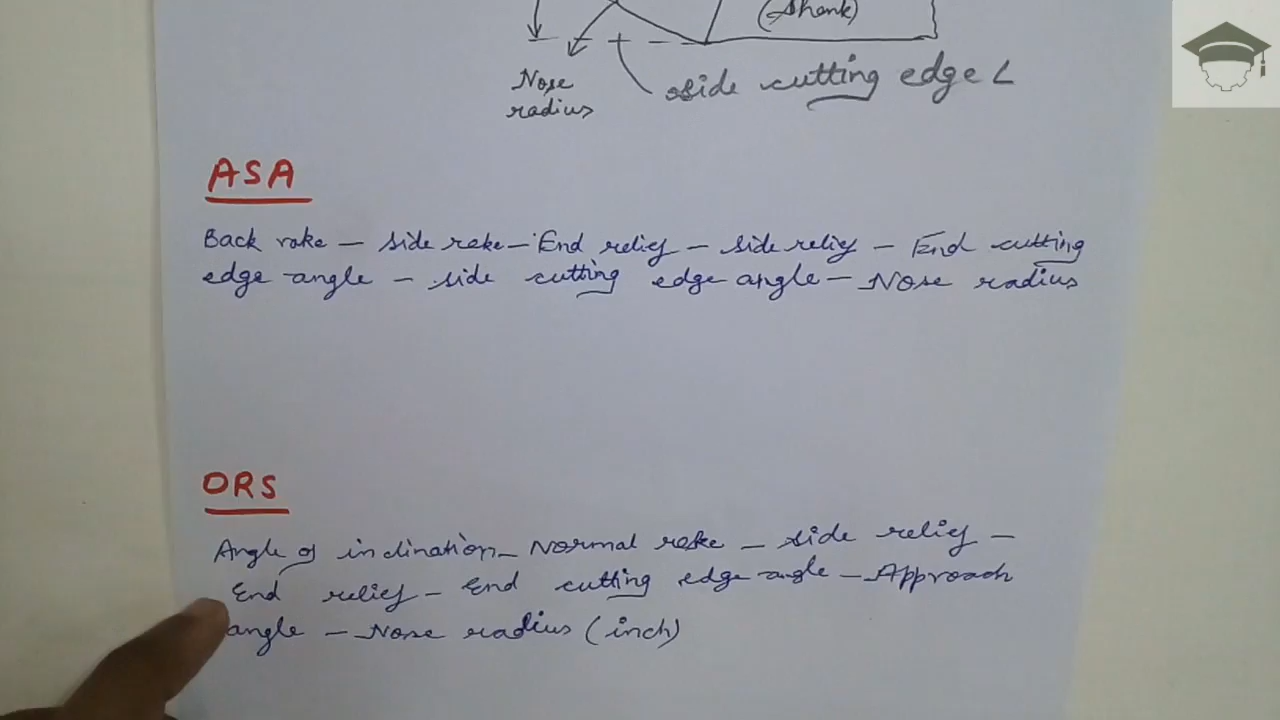 (Shank)
Nose
radius
side cutting edge <
ASA
Back rake – side rake – End relief – side relief – End cutting
edge angle – side cutting edge angle – Nose radius
ORS
Angle of inclination – Normal rake – side relief –
End relief – End cutting edge angle – Approach
angle – Nose radius (inch)